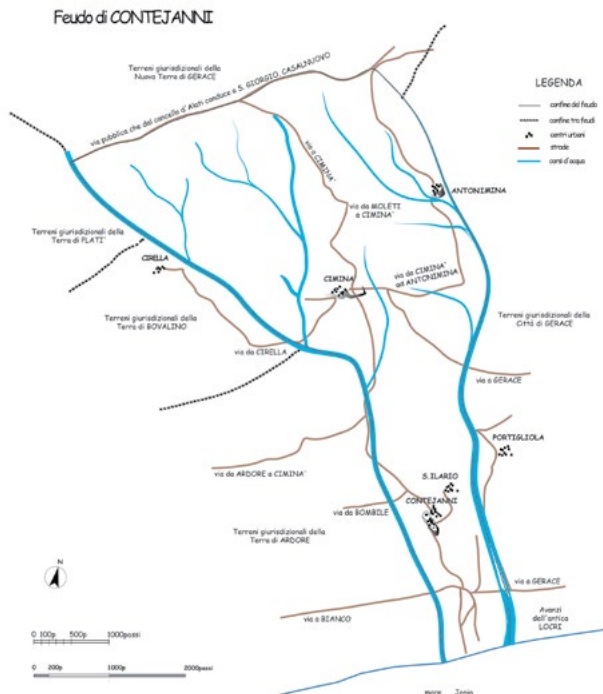 Feudo di CONTEJANNI
Terreni giurisdizionali della
Nuova Terra di GERACE
via pubblica che dal cancello d'Alati conduce a S. GIORGIO, CASALNUOVO
LEGENDA
confine del feudo
confine tra feudi
centri urbani
strade
corsi d'acqua
via a CIMINA'
ANTONIMINA
via da MOLETI
a CIMINA'
Terreni giurisdizionali della
Terra di PLATI'
CIRELLA
CIMINA
via da CIMINA'
ad ANTONIMINA
Terreni giurisdizionali della
Terra di BOVALINO
Terreni giurisdizionali della
Città di GERACE
via da CIRELLA
via a GERACE
PORTIGLIOLA
via da ARDORE a CIMINA'
S.ILARIO
CONTEJANNI
via da BOMBILE
Terreni giurisdizionali della
Terra di ARDORE
N
via a GERACE
via a BIANCO
Avanzi
dell'antica
LOCRI
0 100p 500p 1000passi
0 200p 1000p 2000passi
mare Jonio